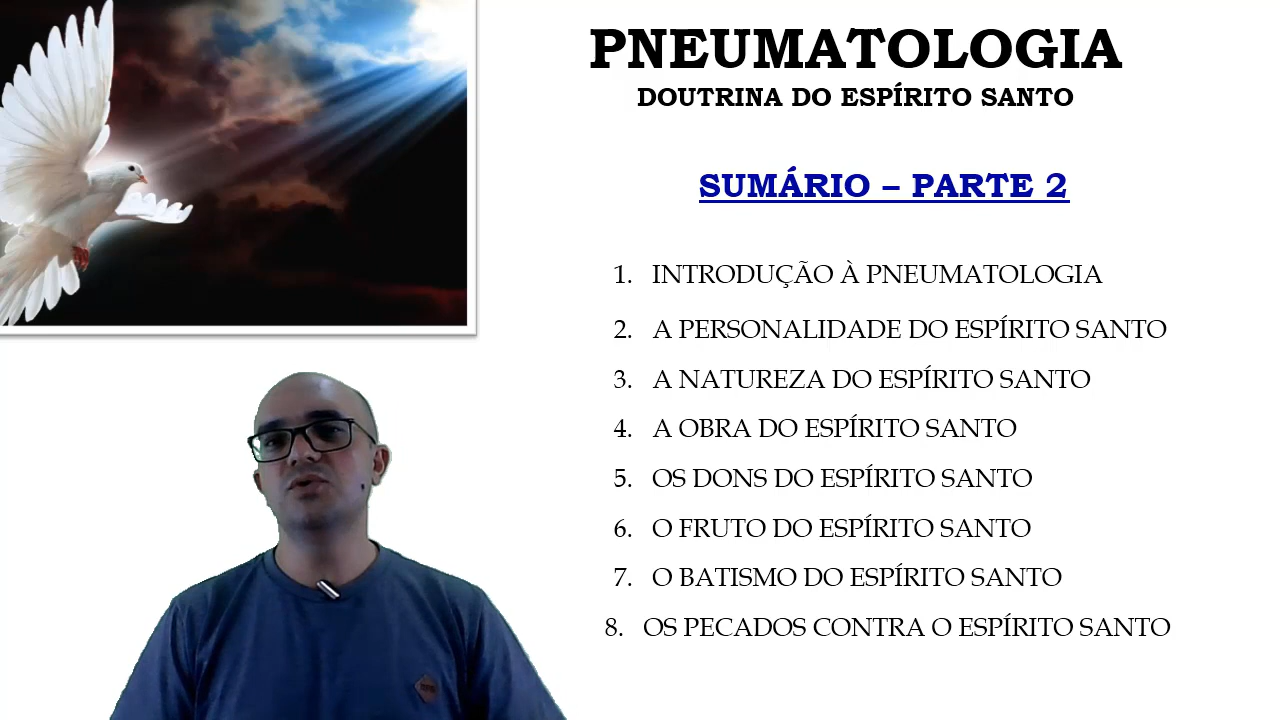 PNEUMATOLOGIA
DOUTRINA DO ESPÍRITO SANTO
SUMÁRIO – PARTE 2
1. INTRODUÇÃO À PNEUMATOLOGIA
2. A PERSONALIDADE DO ESPÍRITO SANTO
3. A NATUREZA DO ESPÍRITO SANTO
4. A OBRA DO ESPÍRITO SANTO
5. OS DONS DO ESPÍRITO SANTO
6. O FRUTO DO ESPÍRITO SANTO
7. O BATISMO DO ESPÍRITO SANTO
8. OS PECADOS CONTRA O ESPÍRITO SANTO